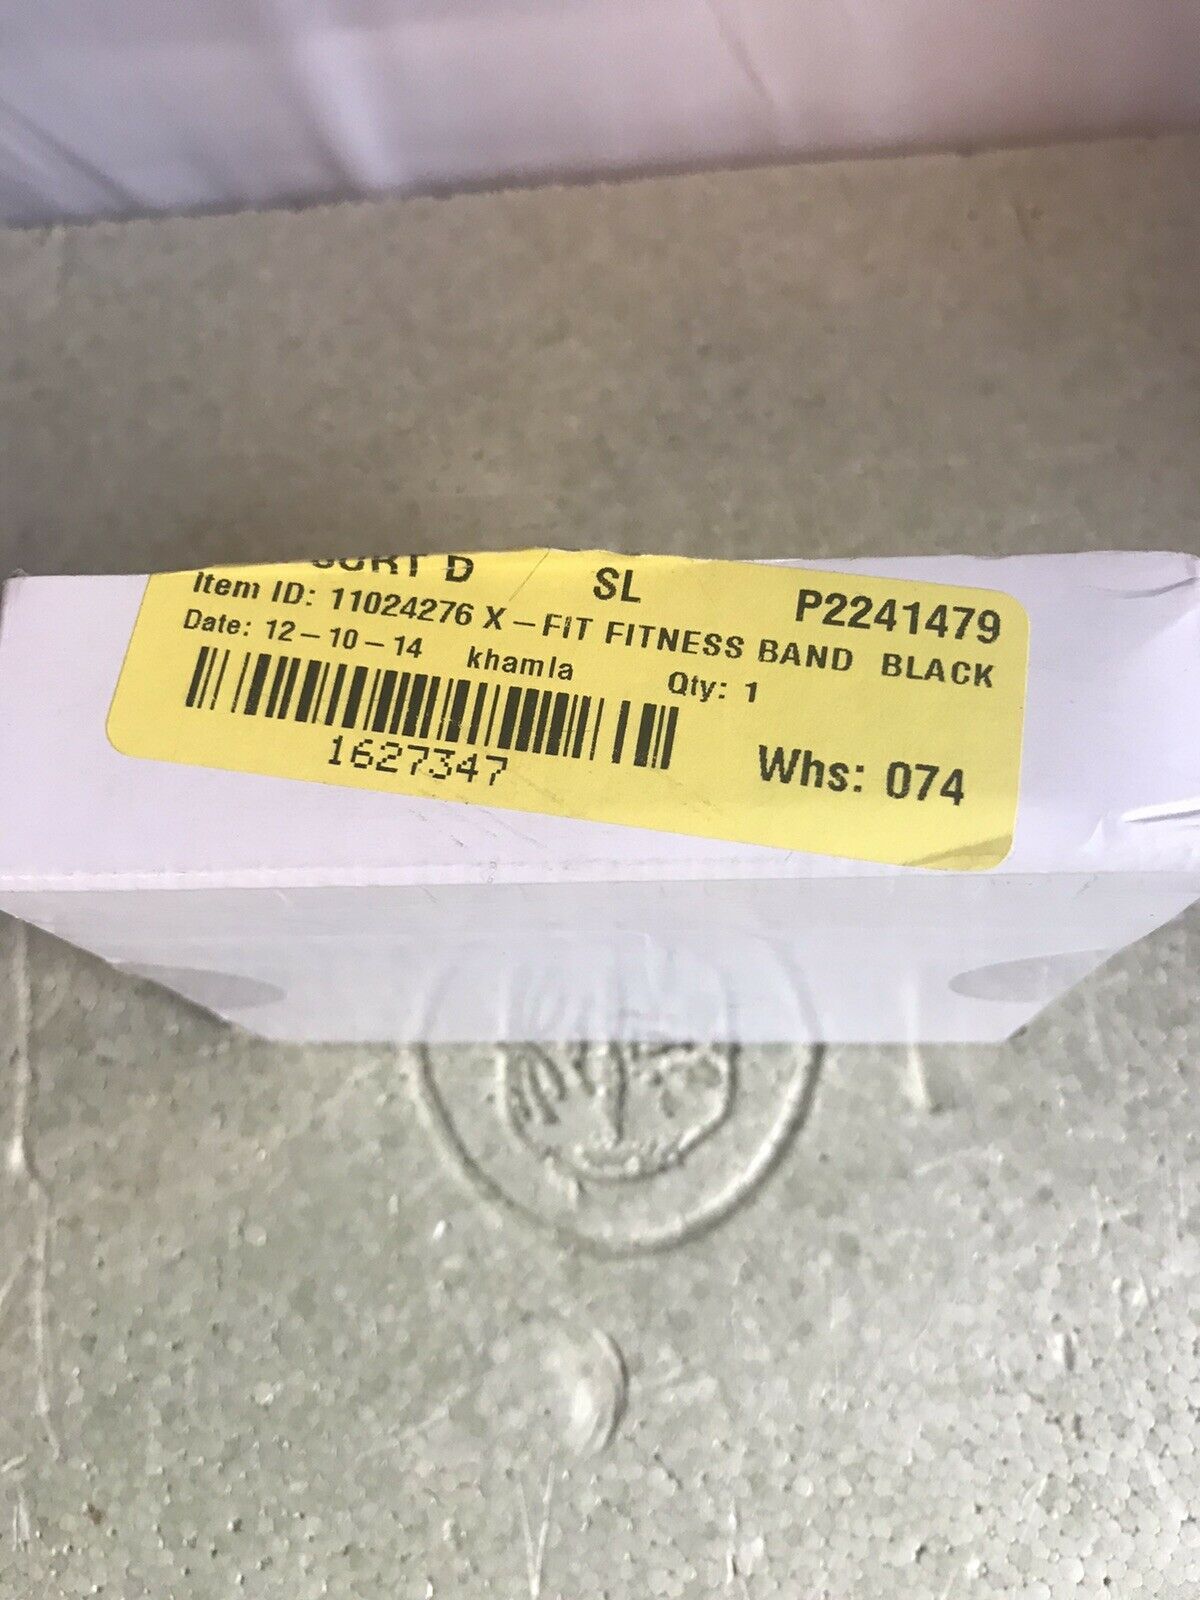 SORT D SL P2241479
Item ID: 11024276 X-FIT FITNESS BAND BLACK
Date: 12-10-14 khamla Qty: 1
1627347
Whs: 074